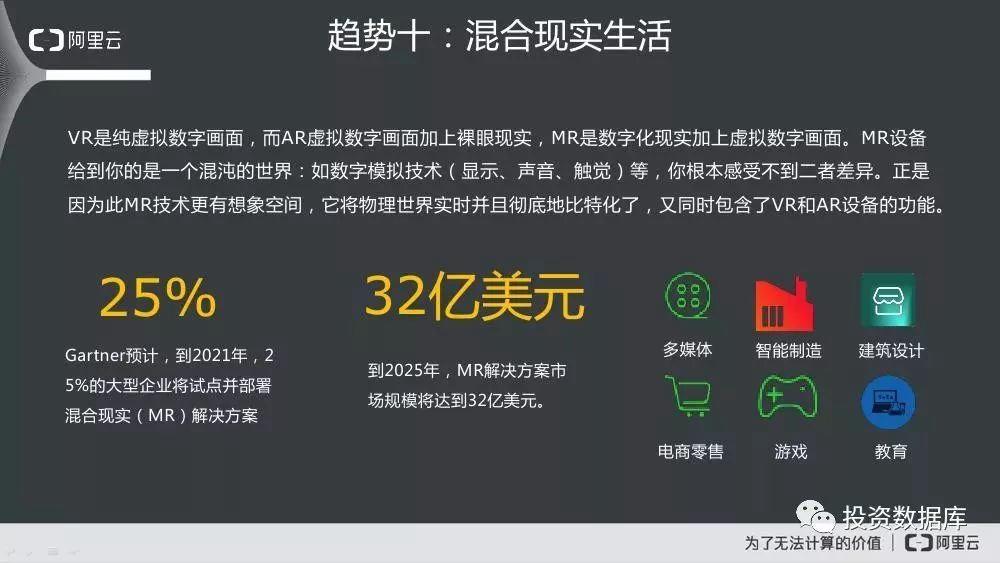 阿里云
趋势十：混合现实生活
VR是纯虚拟数字画面，而AR虚拟数字画面加上裸眼现实，MR是数字化现实加上虚拟数字画面。MR设备
给到你的是一个混沌的世界：如数字模拟技术（显示、声音、触觉）等，你根本感受不到二者差异。正是
因为此MR技术更有想象空间，它将物理世界实时并且彻底地比特化了，又同时包含了VR和AR设备的功能。
25%
Gartner预计，到2021年，2
5%的大型企业将试点并部署
混合现实（MR）解决方案
32亿美元
到2025年，MR解决方案市
场规模将达到32亿美元。
多媒体
智能制造
建筑设计
电商零售
游戏
教育
投资数据库
为了无法计算的价值
阿里云